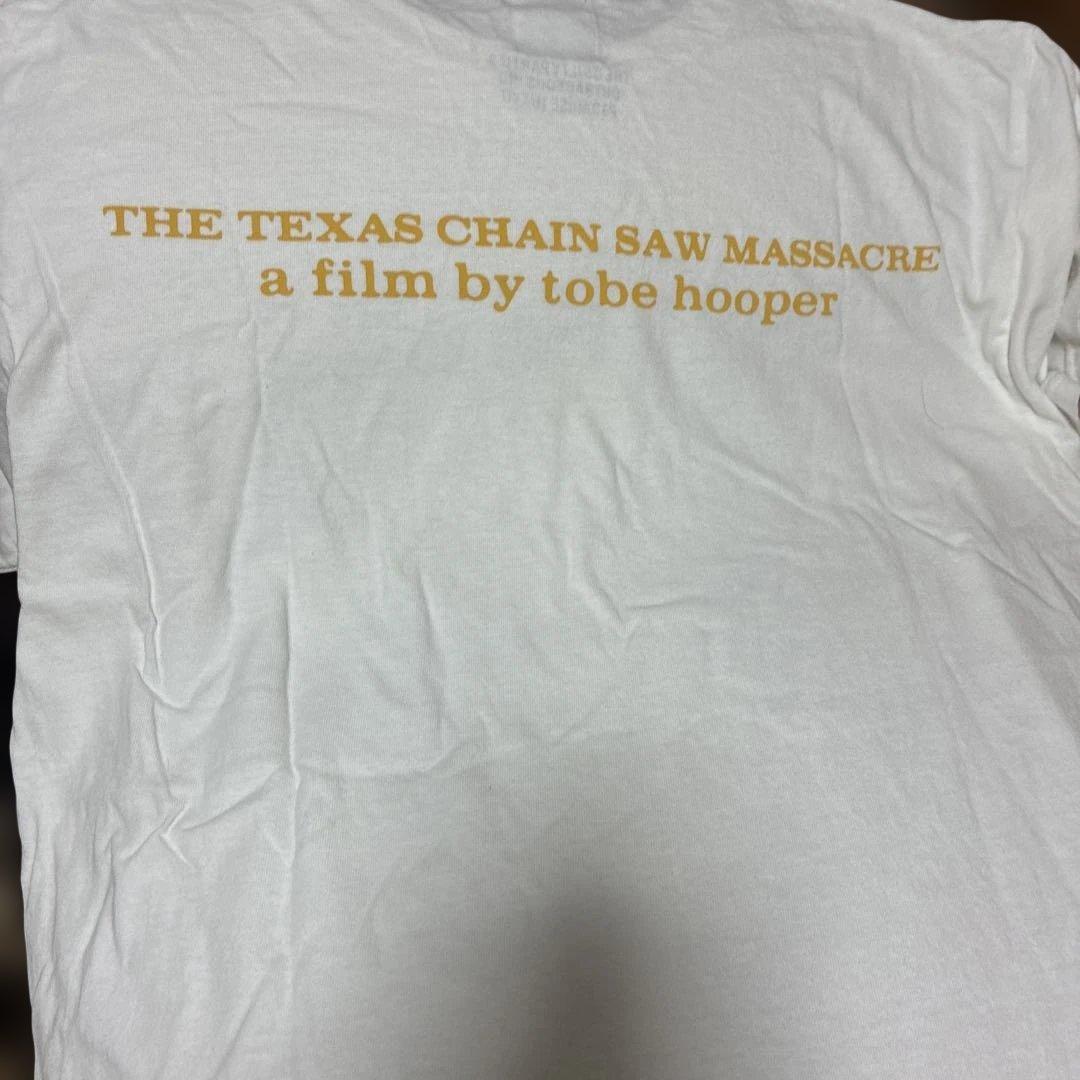 THE TEXAS CHAIN SAW MASSACRE
a film by tobe hooper